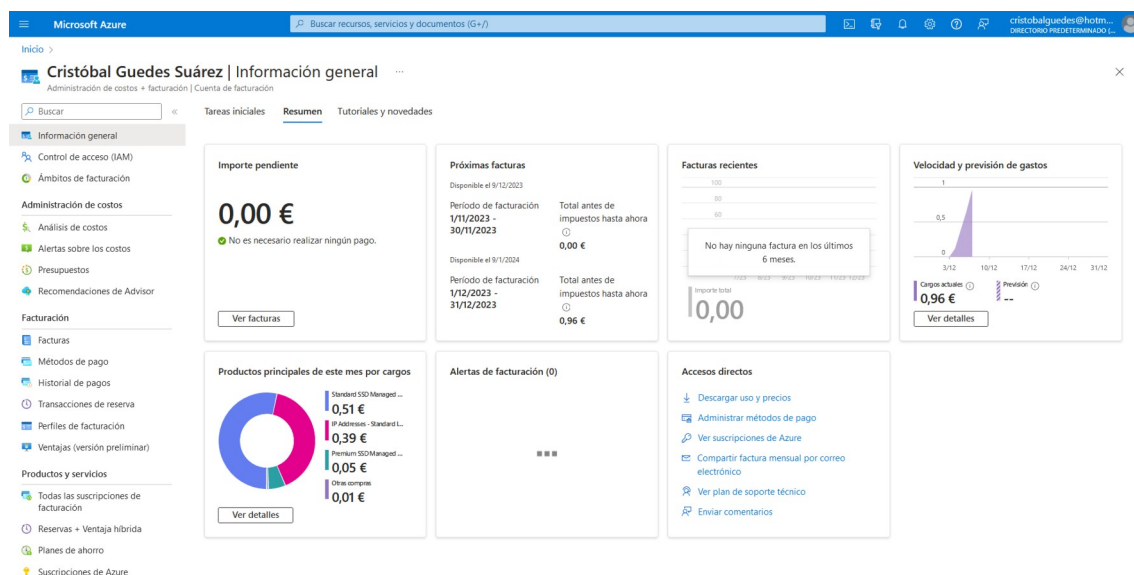 Microsoft Azure
Buscar recursos, servicios y documentos (G+/)
cristobalguedes@hotm...
DIRECTORIO PREDETERMINADO (...
Inicio >
Cristóbal Guedes Suárez | Información general ...
Administración de costos + facturación | Cuenta de facturación
Buscar
«
Información general
Control de acceso (IAM)
Ámbitos de facturación
Administración de costos
Análisis de costos
Alertas sobre los costos
Presupuestos
Recomendaciones de Advisor
Facturación
Facturas
Métodos de pago
Historial de pagos
Transacciones de reserva
Perfiles de facturación
Ventajas (versión preliminar)
Productos y servicios
Todas las suscripciones de
facturación
Reservas + Ventaja híbrida
Planes de ahorro
Suscripciones de Azure
Tareas iniciales Resumen Tutoriales y novedades
Importe pendiente
0,00 €
No es necesario realizar ningún pago.
Ver facturas
Próximas facturas
Disponible el 9/12/2023
Período de facturación
1/11/2023 -
30/11/2023
Total antes de
impuestos hasta ahora
0,00 €
Disponible el 9/1/2024
Período de facturación
1/12/2023 -
31/12/2023
Total antes de
impuestos hasta ahora
0,96 €
Facturas recientes
100
80
60
No hay ninguna factura en los últimos
6 meses.
7/23 8/23 9/23 10/23 11/23 12/23
Importe total
0,00
Velocidad y previsión de gastos
1
0,5
0
3/12 10/12 17/12 24/12 31/12
Cargos actuales
0,96 €
Previsión
--
Ver detalles
Productos principales de este mes por cargos
Standard SSD Managed ...
0,51 €
IP Addresses - Standard I...
0,39 €
Premium SSD Managed ...
0,05 €
Otras compras
0,01 €
Ver detalles
Alertas de facturación (0)
Accesos directos
Descargar uso y precios
Administrar métodos de pago
Ver suscripciones de Azure
Compartir factura mensual por correo
electrónico
Ver plan de soporte técnico
Enviar comentarios